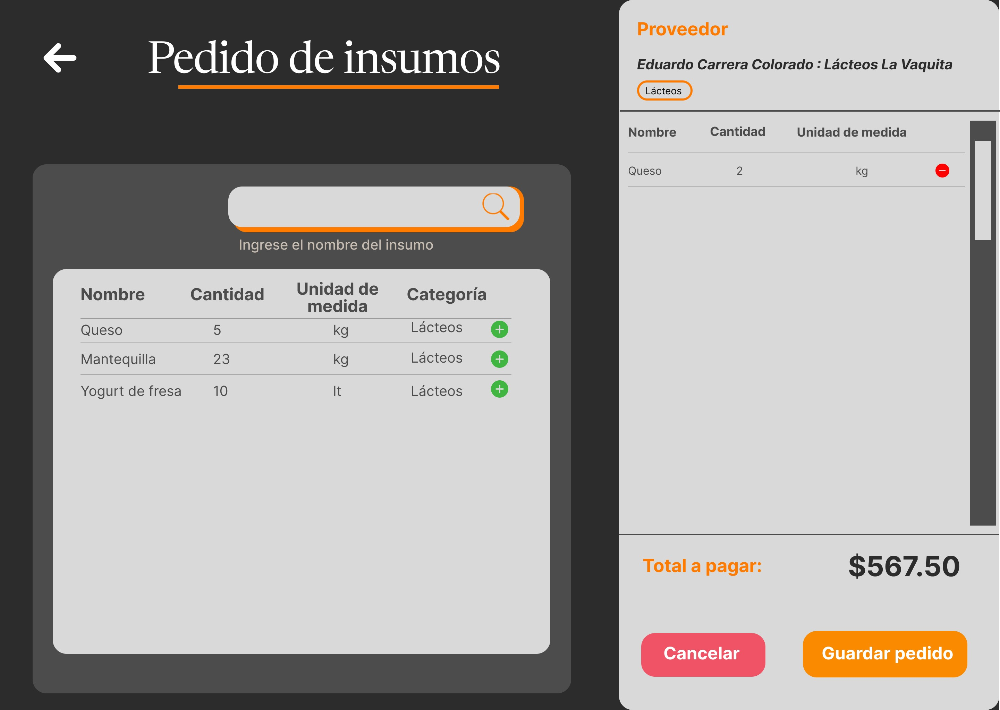 Pedido de insumos
Ingrese el nombre del insumo
Nombre Cantidad Unidad de medida Categoría
Queso 5 kg Lácteos
Mantequilla 23 kg Lácteos
Yogurt de fresa 10 lt Lácteos
Proveedor
Eduardo Carrera Colorado : Lácteos La Vaquita
Lácteos
Nombre Cantidad Unidad de medida
Queso 2 kg
Total a pagar: $567.50
Cancelar Guardar pedido